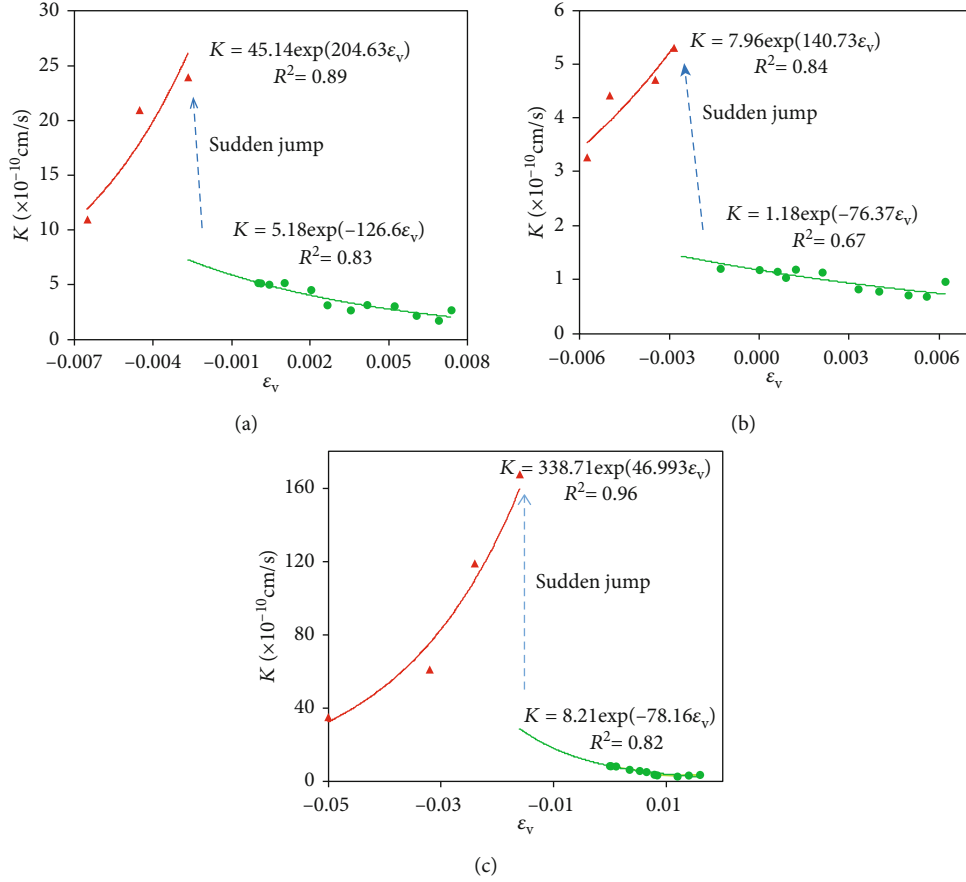 30
25
20
15
10
5
0
K (×10⁻¹⁰cm/s)
K = 45.14exp(204.63εᵥ)
R² = 0.89
Sudden jump
K = 5.18exp(–126.6εᵥ)
R² = 0.83
–0.007 –0.004 –0.001 0.002 0.005 0.008
εᵥ
(a)
6
5
4
3
2
1
0
K (×10⁻¹⁰cm/s)
K = 7.96exp(140.73εᵥ)
R² = 0.84
Sudden jump
K = 1.18exp(–76.37εᵥ)
R² = 0.67
–0.006 –0.003 0.000 0.003 0.006
εᵥ
(b)
160
120
80
40
0
K (×10⁻¹⁰cm/s)
K = 338.71exp(46.993εᵥ)
R² = 0.96
Sudden jump
K = 8.21exp(–78.16εᵥ)
R² = 0.82
–0.05 –0.03 –0.01 0.01
εᵥ
(c)